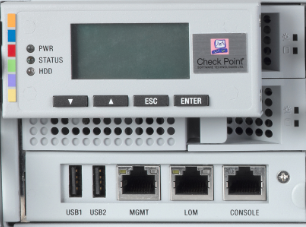 PWR
STATUS
HDD
Check Point
ESC
ENTER
USB1 USB2 MGMT LOM CONSOLE